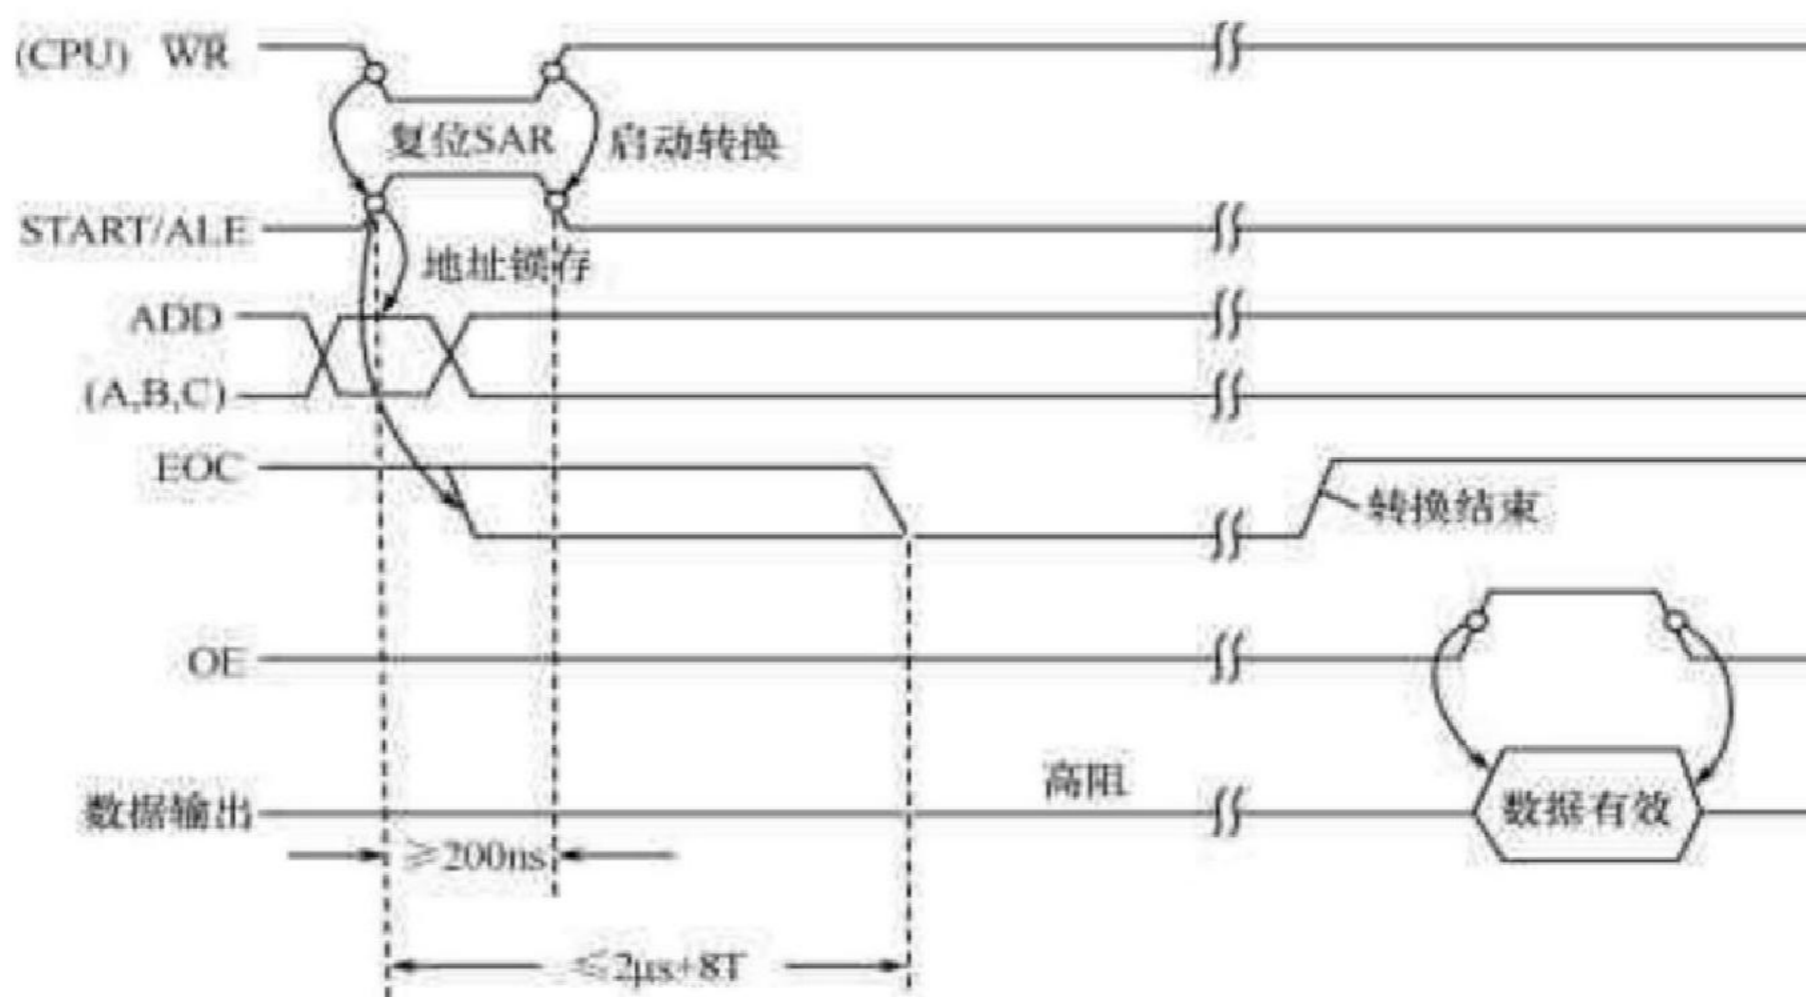 (CPU) WR
复位SAR
启动转换
START/ALE
地址锁存
ADD
(A,B,C)
EOC
转换结束
OE
高阻
数据输出
数据有效
≥200ns
≤2μs+8T